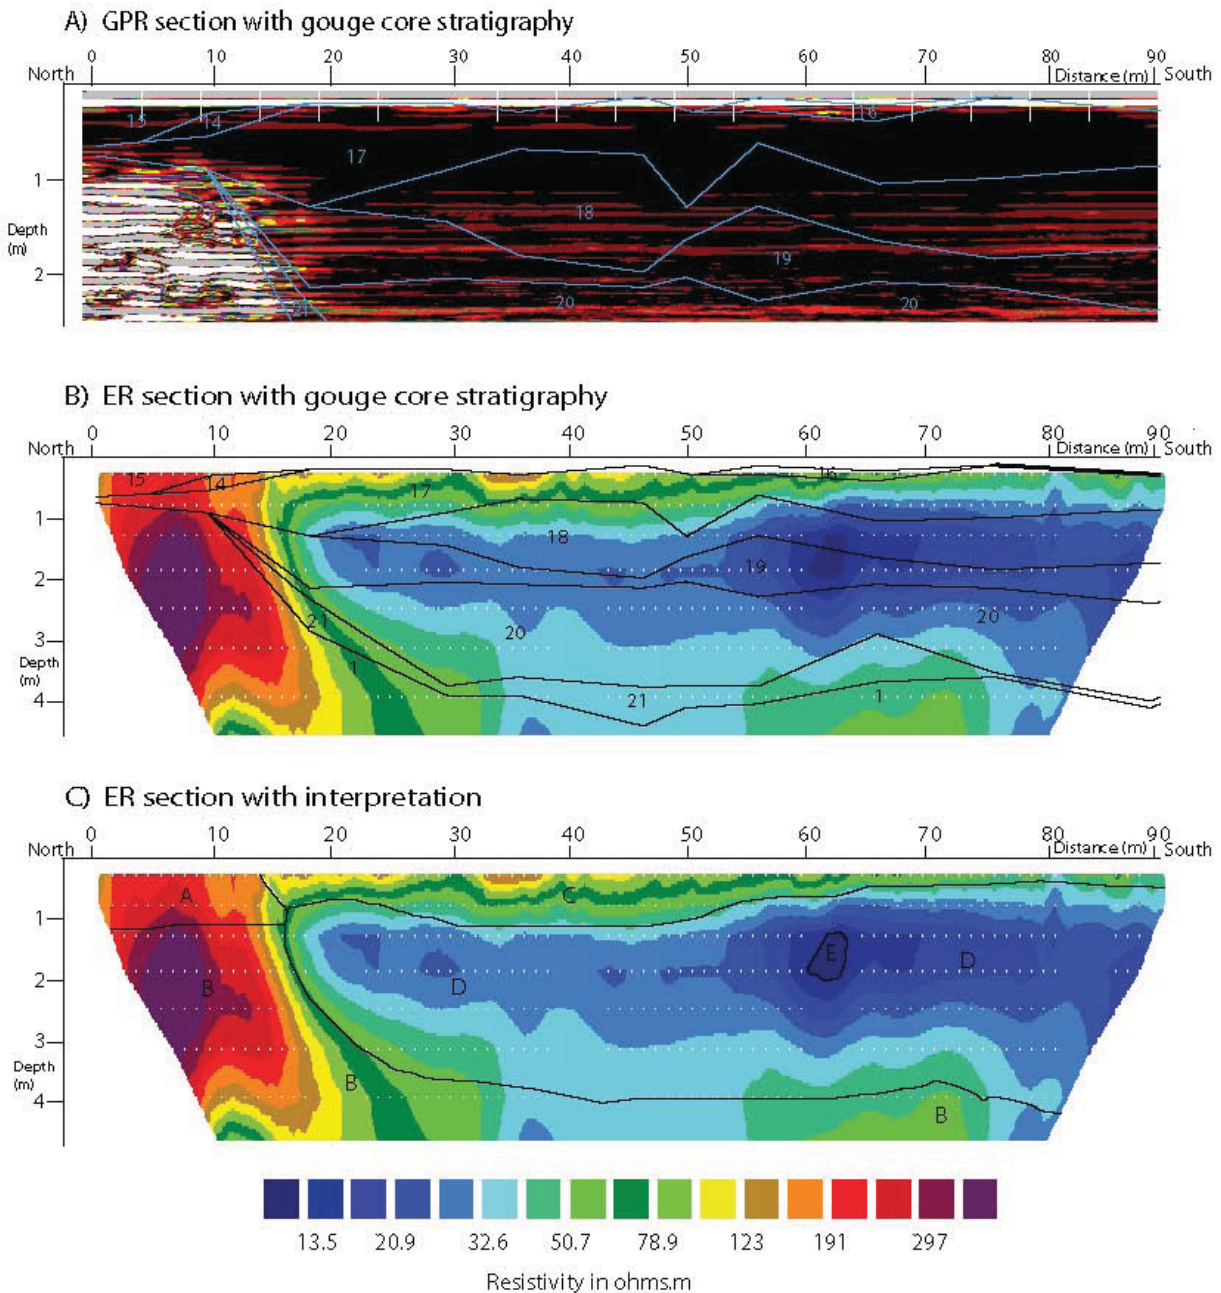 A) GPR section with gouge core stratigraphy
0 10 20 30 40 50 60 70 80 90
North Distance (m) South
15 14 16
17
1
18
Depth
(m)
19
2
20 20
21
B) ER section with gouge core stratigraphy
0 10 20 30 40 50 60 70 80 90
North Distance (m) South
15 14 16
17
1
18
19
2
20
21 20
3
1
Depth
(m)
4
21 1
C) ER section with interpretation
0 10 20 30 40 50 60 70 80 90
North Distance (m) South
A C
1
E
D
2
B D
3
Depth
(m)
B
4
B
13.5 20.9 32.6 50.7 78.9 123 191 297
Resistivity in ohms.m